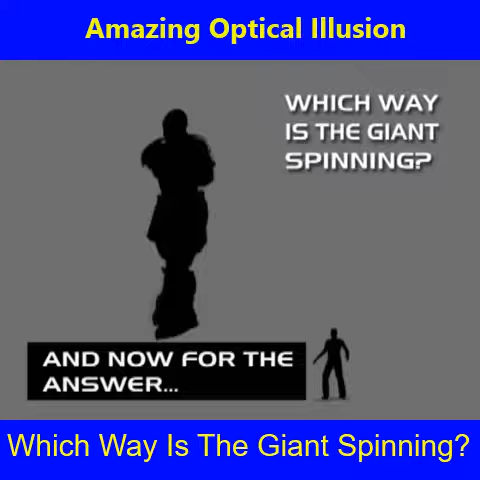 Amazing Optical Illusion
WHICH WAY
IS THE GIANT
SPINNING?
AND NOW FOR THE
ANSWER...
Which Way Is The Giant Spinning?